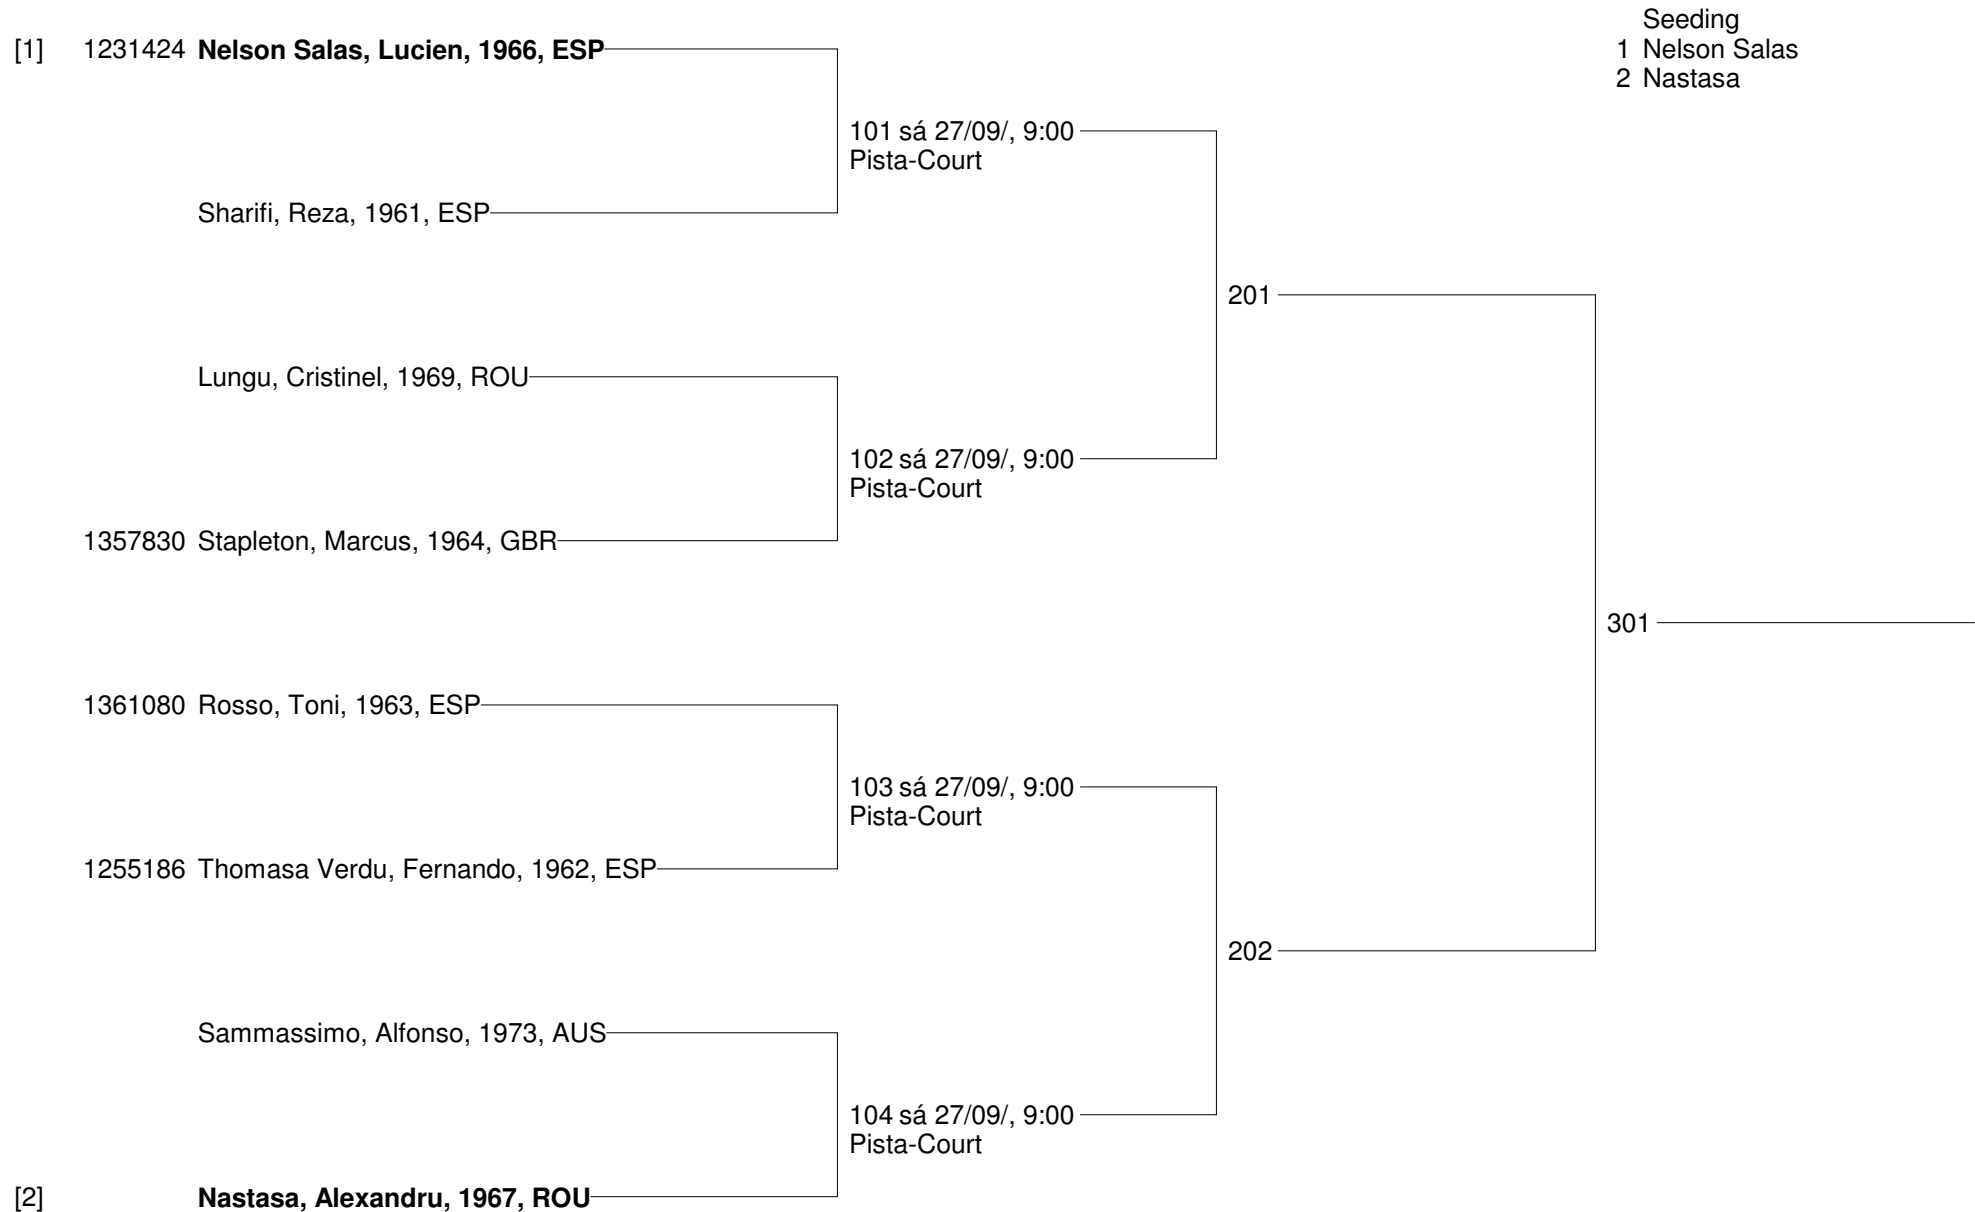 Seeding
[1] 1231424 Nelson Salas, Lucien, 1966, ESP
1 Nelson Salas
2 Nastasa
101 sá 27/09/, 9:00
Pista-Court
Sharifi, Reza, 1961, ESP
201
Lungu, Cristinel, 1969, ROU
102 sá 27/09/, 9:00
Pista-Court
1357830 Stapleton, Marcus, 1964, GBR
301
1361080 Rosso, Toni, 1963, ESP
103 sá 27/09/, 9:00
Pista-Court
1255186 Thomasa Verdu, Fernando, 1962, ESP
202
Sammassimo, Alfonso, 1973, AUS
104 sá 27/09/, 9:00
Pista-Court
[2] Nastasa, Alexandru, 1967, ROU